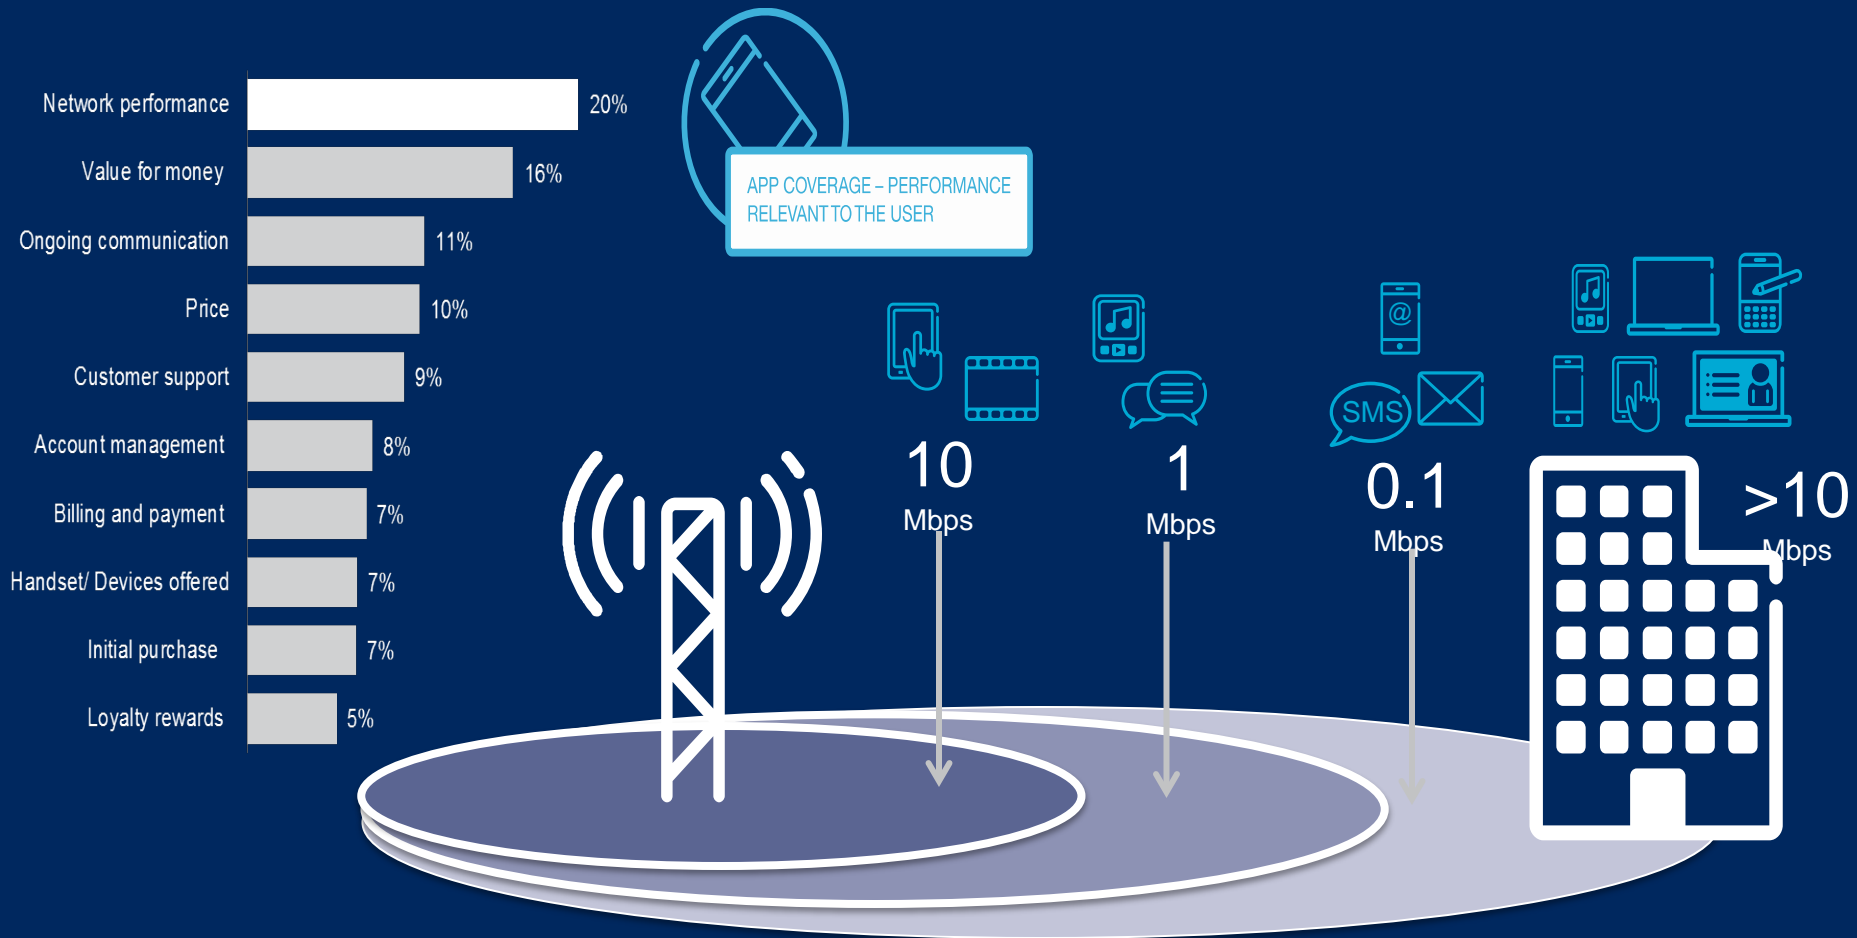 Network performance 20%
Value for money 16%
Ongoing communication 11%
Price 10%
Customer support 9%
Account management 8%
Billing and payment 7%
Handset/ Devices offered 7%
Initial purchase 7%
Loyalty rewards 5%
APP COVERAGE – PERFORMANCE
RELEVANT TO THE USER
@
SMS
10
Mbps
1
Mbps
0.1
Mbps
>10
Mbps